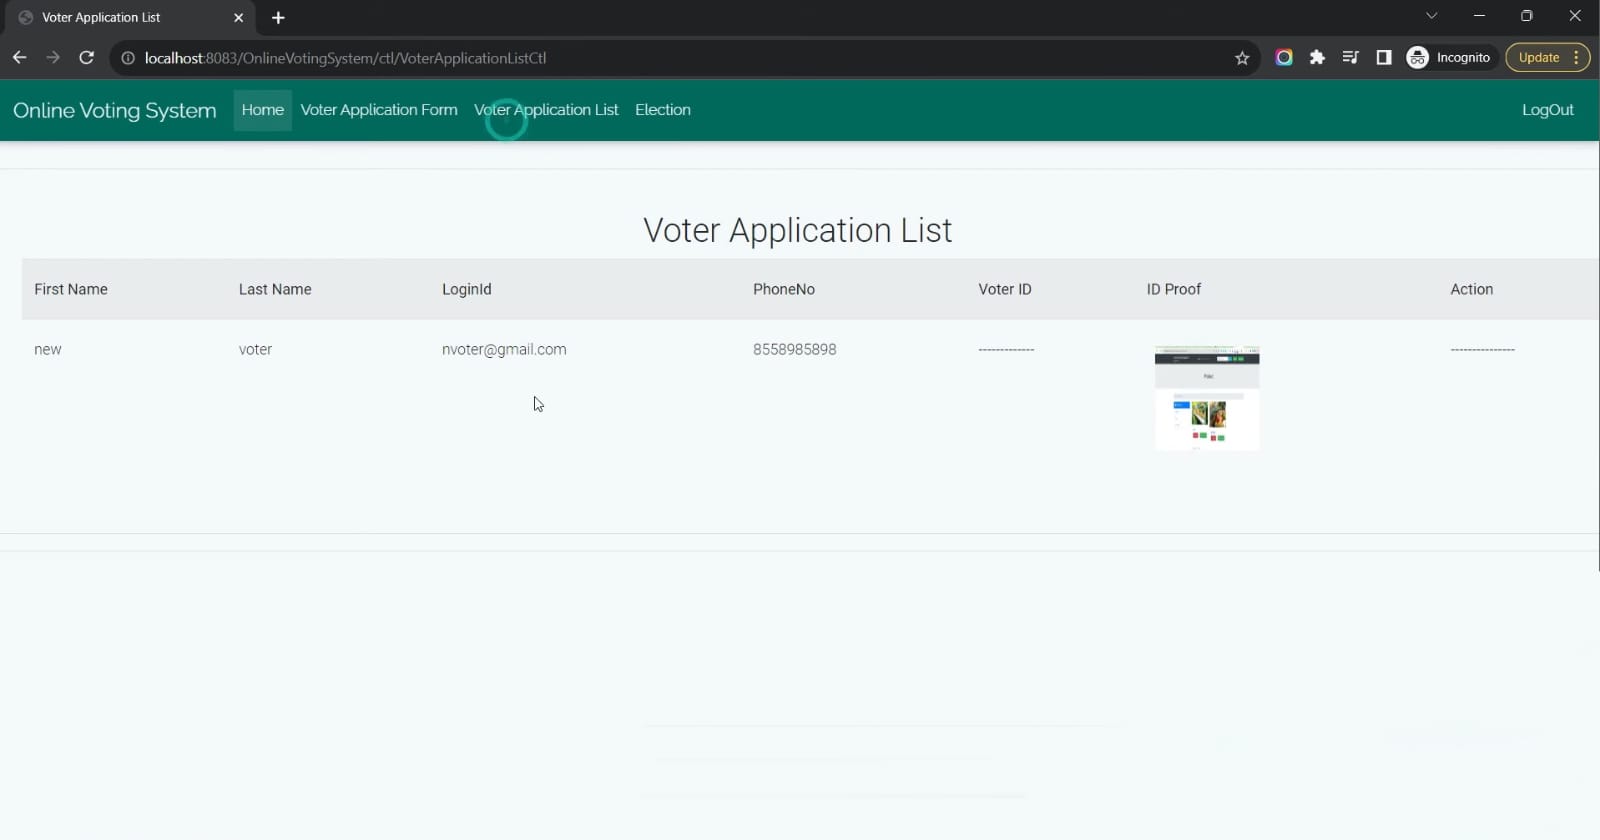 Voter Application List
localhost:8083/OnlineVotingSystem/ctl/VoterApplicationListCtl
Incognito
Update
Online Voting System
Home
Voter Application Form
Voter Application List
Election
LogOut
Voter Application List
First Name
Last Name
LoginId
PhoneNo
Voter ID
ID Proof
Action
new
voter
nvoter@gmail.com
8558985898
-------------
---------------